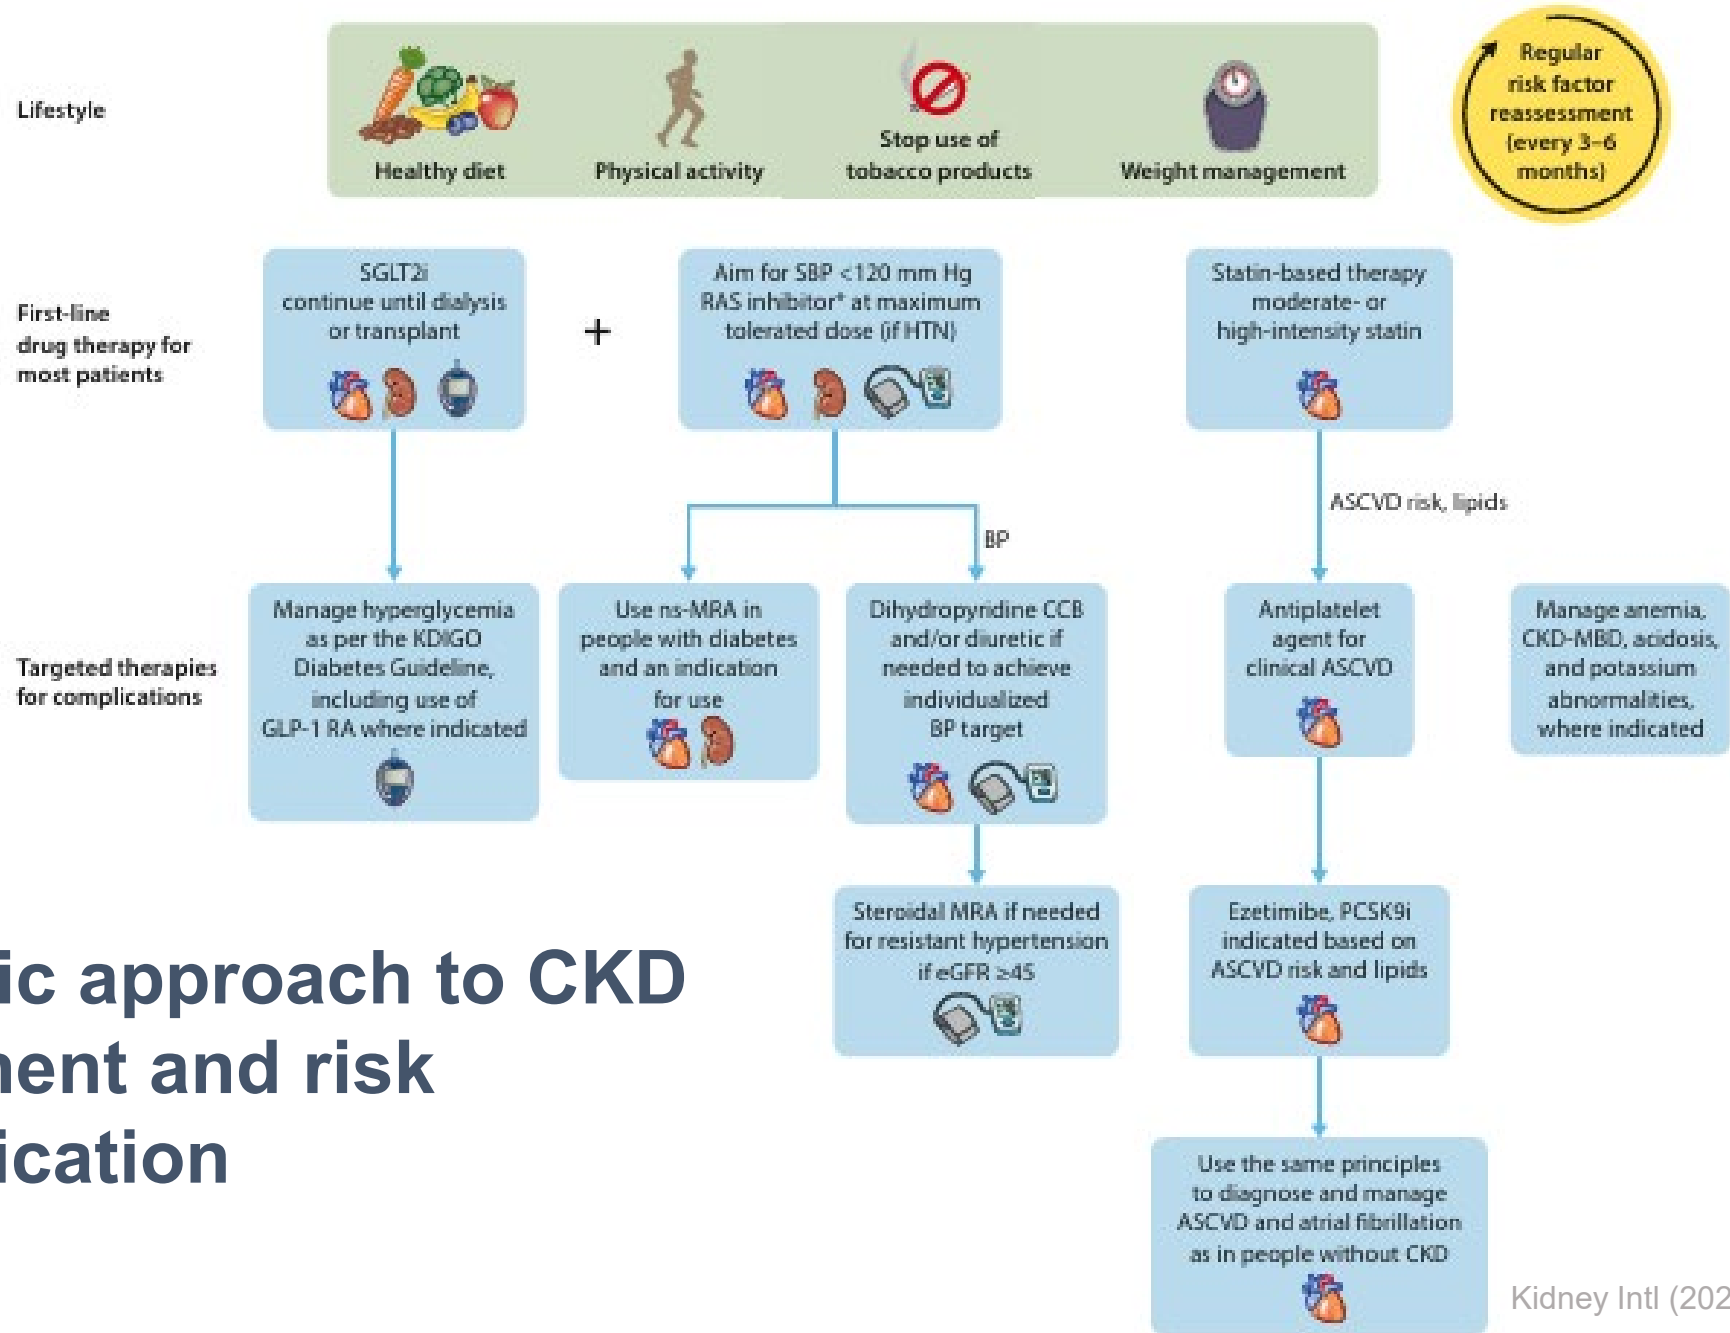 Lifestyle
Healthy diet
Physical activity
Stop use of
tobacco products
Weight management
Regular
risk factor
reassessment
(every 3–6
months)
First-line
drug therapy for
most patients
SGLT2i
continue until dialysis
or transplant
+
Aim for SBP <120 mm Hg
RAS inhibitor* at maximum
tolerated dose (if HTN)
Statin-based therapy
moderate- or
high-intensity statin
ASCVD risk, lipids
BP
Targeted therapies
for complications
Manage hyperglycemia
as per the KDIGO
Diabetes Guideline,
including use of
GLP-1 RA where indicated
Use ns-MRA in
people with diabetes
and an indication
for use
Dihydropyridine CCB
and/or diuretic if
needed to achieve
individualized
BP target
Antiplatelet
agent for
clinical ASCVD
Manage anemia,
CKD-MBD, acidosis,
and potassium
abnormalities,
where indicated
Steroidal MRA if needed
for resistant hypertension
if eGFR ≥45
Ezetimibe, PCSK9i
indicated based on
ASCVD risk and lipids
Use the same principles
to diagnose and manage
ASCVD and atrial fibrillation
as in people without CKD
ic approach to CKD
ment and risk
ication
Kidney Intl (202